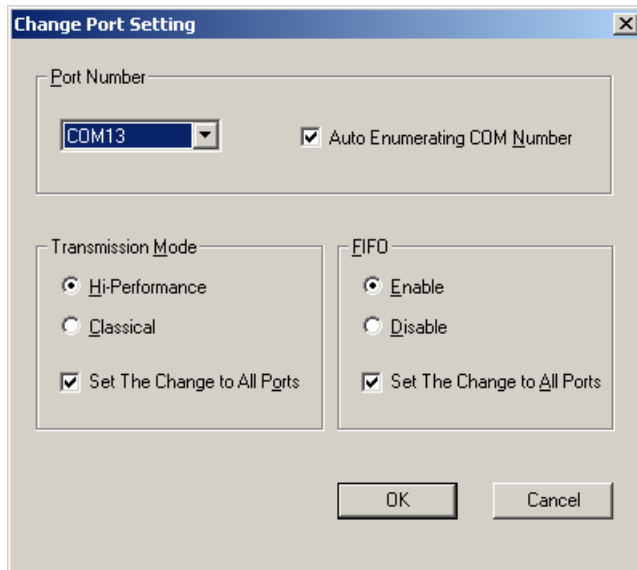 Change Port Setting
Port Number
COM13
Auto Enumerating COM Number
Transmission Mode
Hi-Performance
Classical
Set The Change to All Ports
FIFO
Enable
Disable
Set The Change to All Ports
OK
Cancel